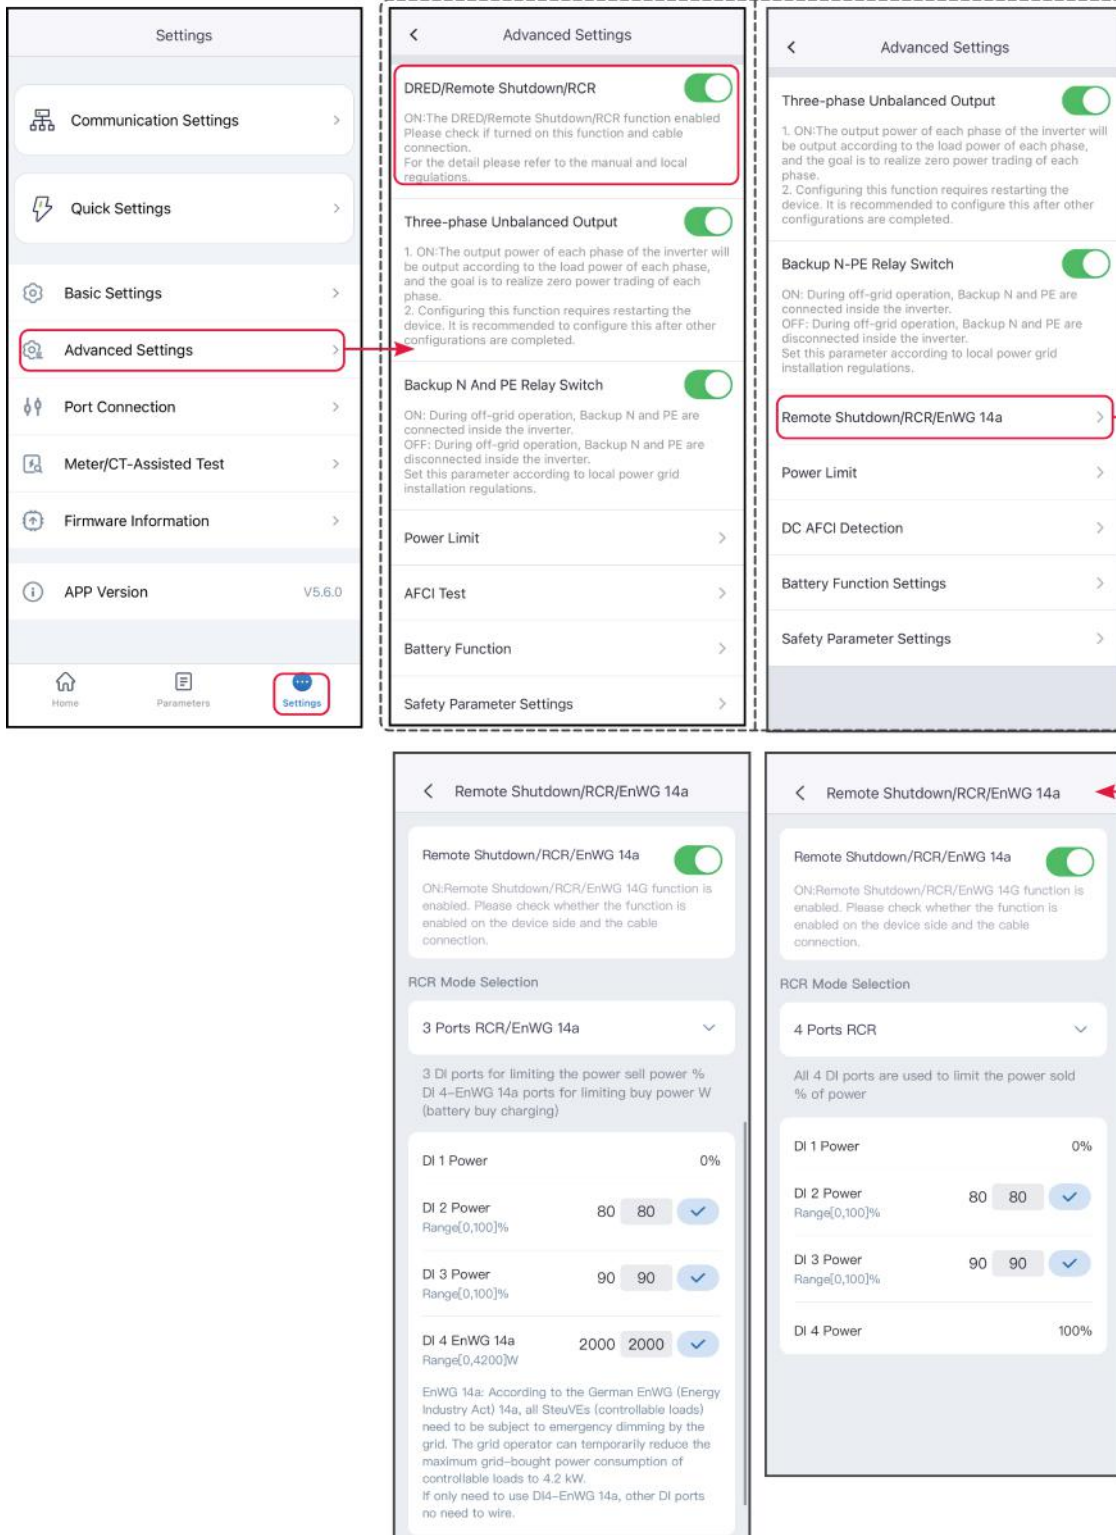 Settings
Communication Settings
Quick Settings
Basic Settings
Advanced Settings
Port Connection
Meter/CT-Assisted Test
Firmware Information
APP Version V5.6.0
Home Parameters Settings
Advanced Settings
DRED/Remote Shutdown/RCR
ON:The DRED/Remote Shutdown/RCR function enabled
Please check if turned on this function and cable
connection.
For the detail please refer to the manual and local
regulations.
Three-phase Unbalanced Output
1. ON:The output power of each phase of the inverter will
be output according to the load power of each phase,
and the goal is to realize zero power trading of each
phase.
2. Configuring this function requires restarting the
device. It is recommended to configure this after other
configurations are completed.
Backup N And PE Relay Switch
ON: During off-grid operation, Backup N and PE are
connected inside the inverter.
OFF: During off-grid operation, Backup N and PE are
disconnected inside the inverter.
Set this parameter according to local power grid
installation regulations.
Power Limit
AFCI Test
Battery Function
Safety Parameter Settings
Advanced Settings
Three-phase Unbalanced Output
1. ON:The output power of each phase of the inverter will
be output according to the load power of each phase,
and the goal is to realize zero power trading of each
phase.
2. Configuring this function requires restarting the
device. It is recommended to configure this after other
configurations are completed.
Backup N-PE Relay Switch
ON: During off-grid operation, Backup N and PE are
connected inside the inverter.
OFF: During off-grid operation, Backup N and PE are
disconnected inside the inverter.
Set this parameter according to local power grid
installation regulations.
Remote Shutdown/RCR/EnWG 14a
Power Limit
DC AFCI Detection
Battery Function Settings
Safety Parameter Settings
Remote Shutdown/RCR/EnWG 14a
Remote Shutdown/RCR/EnWG 14a
ON:Remote Shutdown/RCR/EnWG 14G function is
enabled. Please check whether the function is
enabled on the device side and the cable
connection.
RCR Mode Selection
3 Ports RCR/EnWG 14a
3 DI ports for limiting the power sell power %
DI 4-EnWG 14a ports for limiting buy power W
(battery buy charging)
DI 1 Power 0%
DI 2 Power 80 80
Range[0,100]%
DI 3 Power 90 90
Range[0,100]%
DI 4 EnWG 14a 2000 2000
Range[0,4200]W
EnWG 14a: According to the German EnWG (Energy
Industry Act) 14a, all SteuVEs (controllable loads)
need to be subject to emergency dimming by the
grid. The grid operator can temporarily reduce the
maximum grid-bought power consumption of
controllable loads to 4.2 kW.
If only need to use DI4-EnWG 14a, other DI ports
no need to wire.
Remote Shutdown/RCR/EnWG 14a
Remote Shutdown/RCR/EnWG 14a
ON:Remote Shutdown/RCR/EnWG 14G function is
enabled. Please check whether the function is
enabled on the device side and the cable
connection.
RCR Mode Selection
4 Ports RCR
All 4 DI ports are used to limit the power sold
% of power
DI 1 Power 0%
DI 2 Power 80 80
Range[0,100]%
DI 3 Power 90 90
Range[0,100]%
DI 4 Power 100%